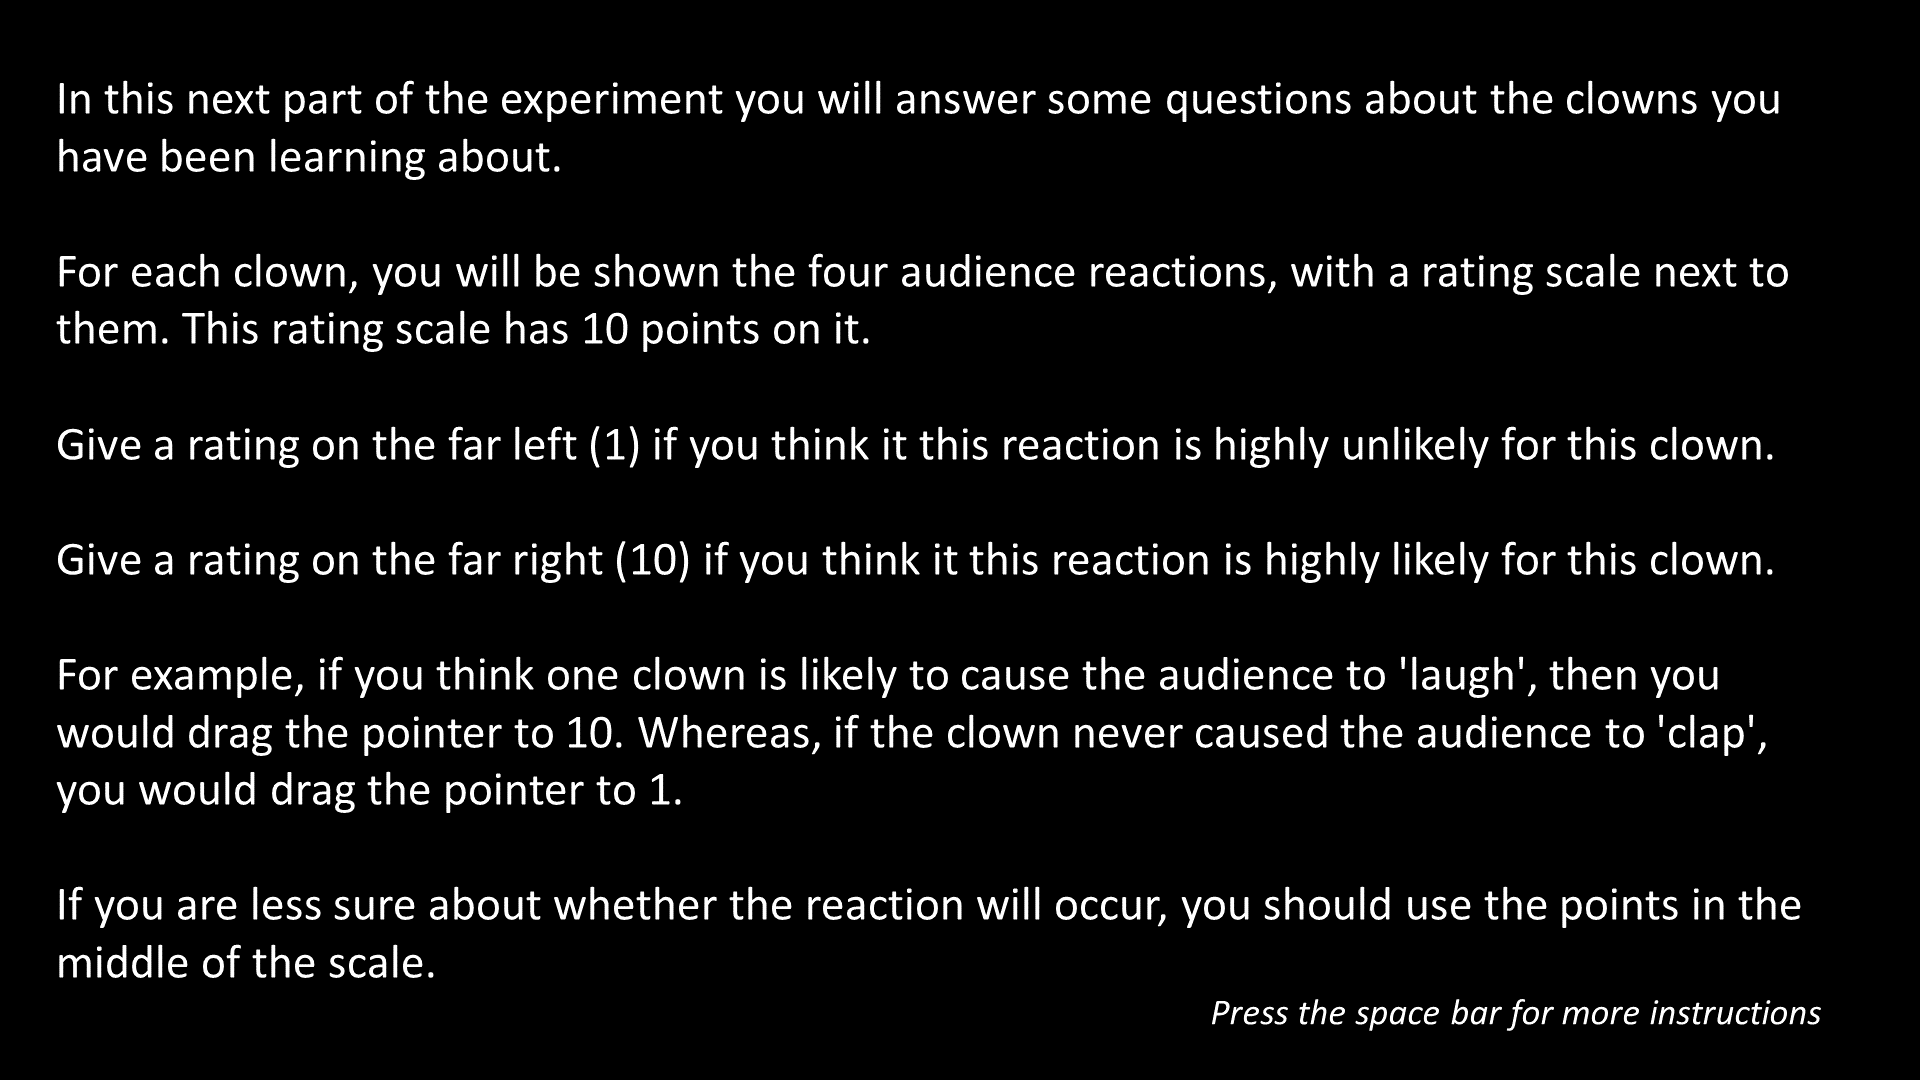 In this next part of the experiment you will answer some questions about the clowns you
have been learning about.
For each clown, you will be shown the four audience reactions, with a rating scale next to
them. This rating scale has 10 points on it.
Give a rating on the far left (1) if you think it this reaction is highly unlikely for this clown.
Give a rating on the far right (10) if you think it this reaction is highly likely for this clown.
For example, if you think one clown is likely to cause the audience to 'laugh', then you
would drag the pointer to 10. Whereas, if the clown never caused the audience to 'clap',
you would drag the pointer to 1.
If you are less sure about whether the reaction will occur, you should use the points in the
middle of the scale.
Press the space bar for more instructions